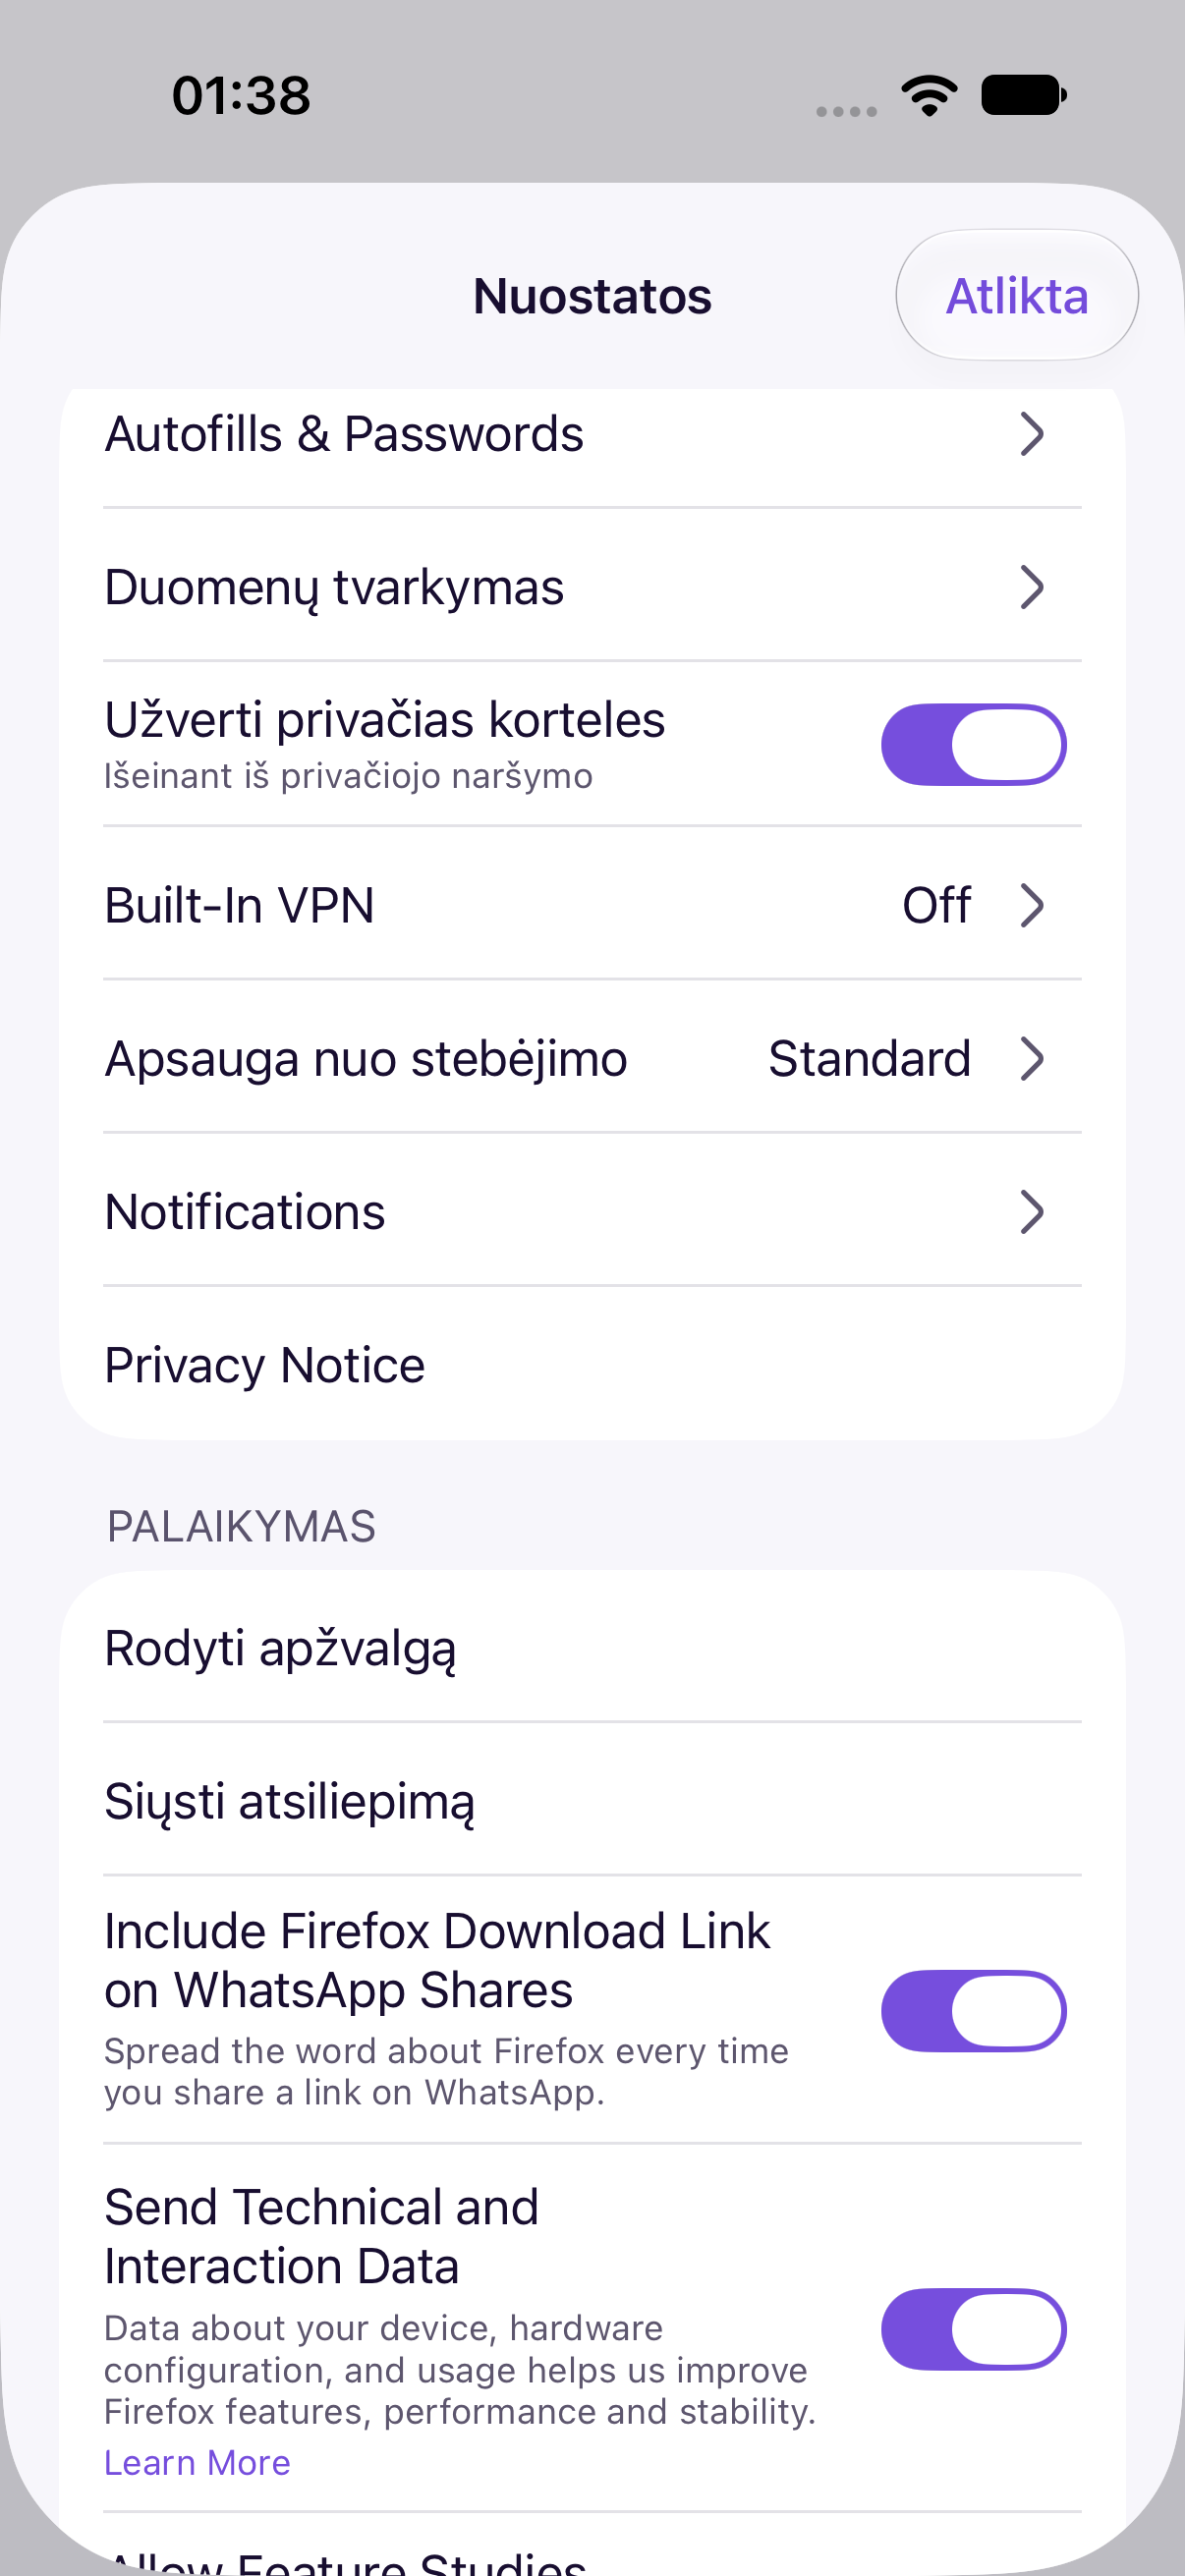 01:38
Nuostatos
Atlikta
Autofills & Passwords
Duomenų tvarkymas
Užverti privačias korteles
Išeinant iš privačiojo naršymo
Built-In VPN
Off
Apsauga nuo stebėjimo
Standard
Notifications
Privacy Notice
PALAIKYMAS
Rodyti apžvalgą
Siųsti atsiliepimą
Include Firefox Download Link
on WhatsApp Shares
Spread the word about Firefox every time
you share a link on WhatsApp.
Send Technical and
Interaction Data
Data about your device, hardware
configuration, and usage helps us improve
Firefox features, performance and stability.
Learn More
Allow Feature Studies